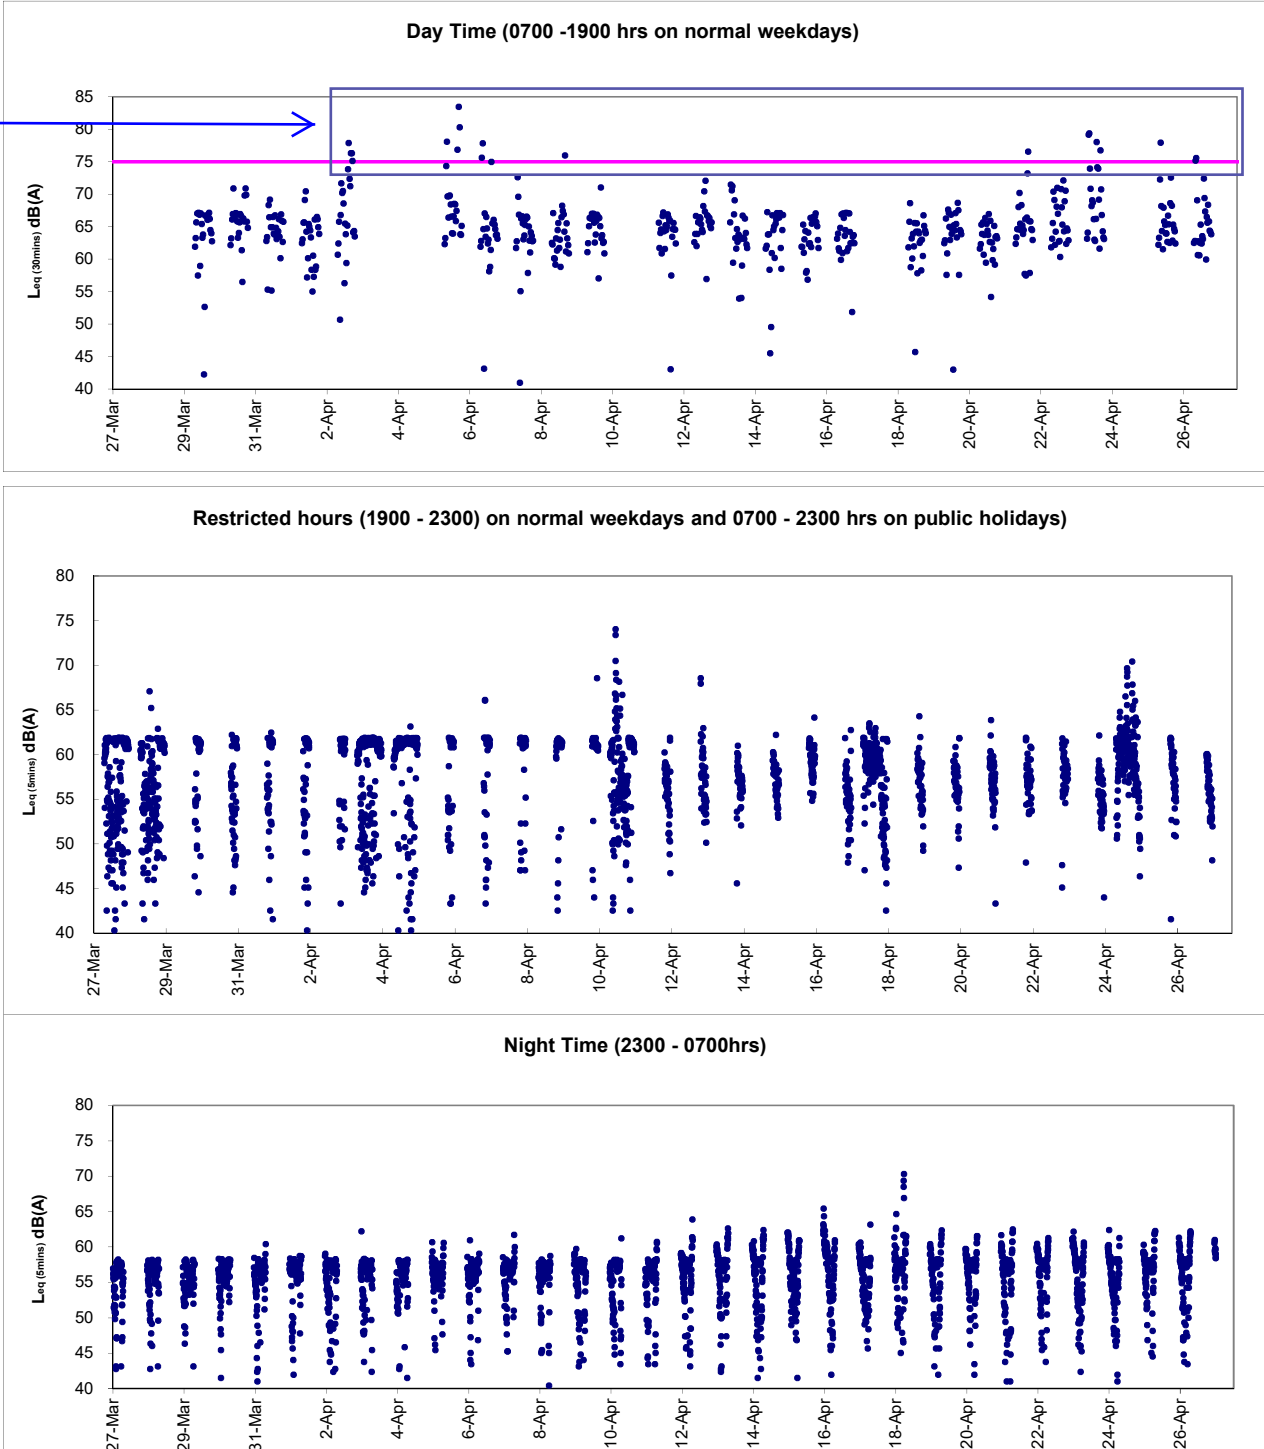 Day Time (0700 -1900 hrs on normal weekdays)
85
80
75
70
65
60
55
50
45
40
Leq (30mins) dB(A)
27-Mar
29-Mar
31-Mar
2-Apr
4-Apr
6-Apr
8-Apr
10-Apr
12-Apr
14-Apr
16-Apr
18-Apr
20-Apr
22-Apr
24-Apr
26-Apr
Restricted hours (1900 - 2300) on normal weekdays and 0700 - 2300 hrs on public holidays)
80
75
70
65
60
55
50
45
40
Leq (5mins) dB(A)
27-Mar
29-Mar
31-Mar
2-Apr
4-Apr
6-Apr
8-Apr
10-Apr
12-Apr
14-Apr
16-Apr
18-Apr
20-Apr
22-Apr
24-Apr
26-Apr
Night Time (2300 - 0700hrs)
80
75
70
65
60
55
50
45
40
Leq (5mins) dB(A)
27-Mar
29-Mar
31-Mar
2-Apr
4-Apr
6-Apr
8-Apr
10-Apr
12-Apr
14-Apr
16-Apr
18-Apr
20-Apr
22-Apr
24-Apr
26-Apr